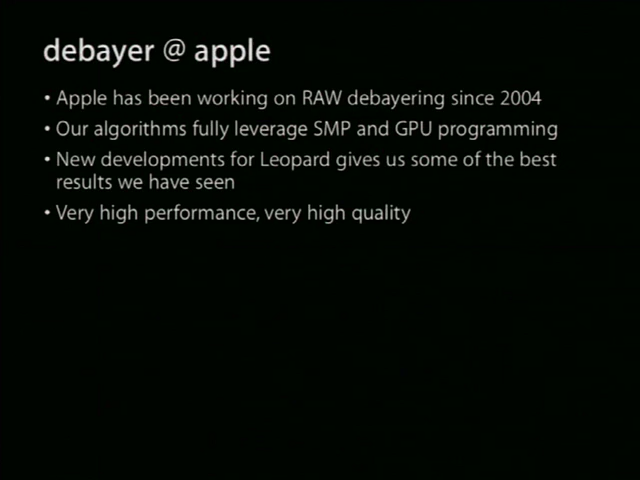 debayer @ apple
• Apple has been working on RAW debayering since 2004
• Our algorithms fully leverage SMP and GPU programming
• New developments for Leopard gives us some of the best
results we have seen
• Very high performance, very high quality